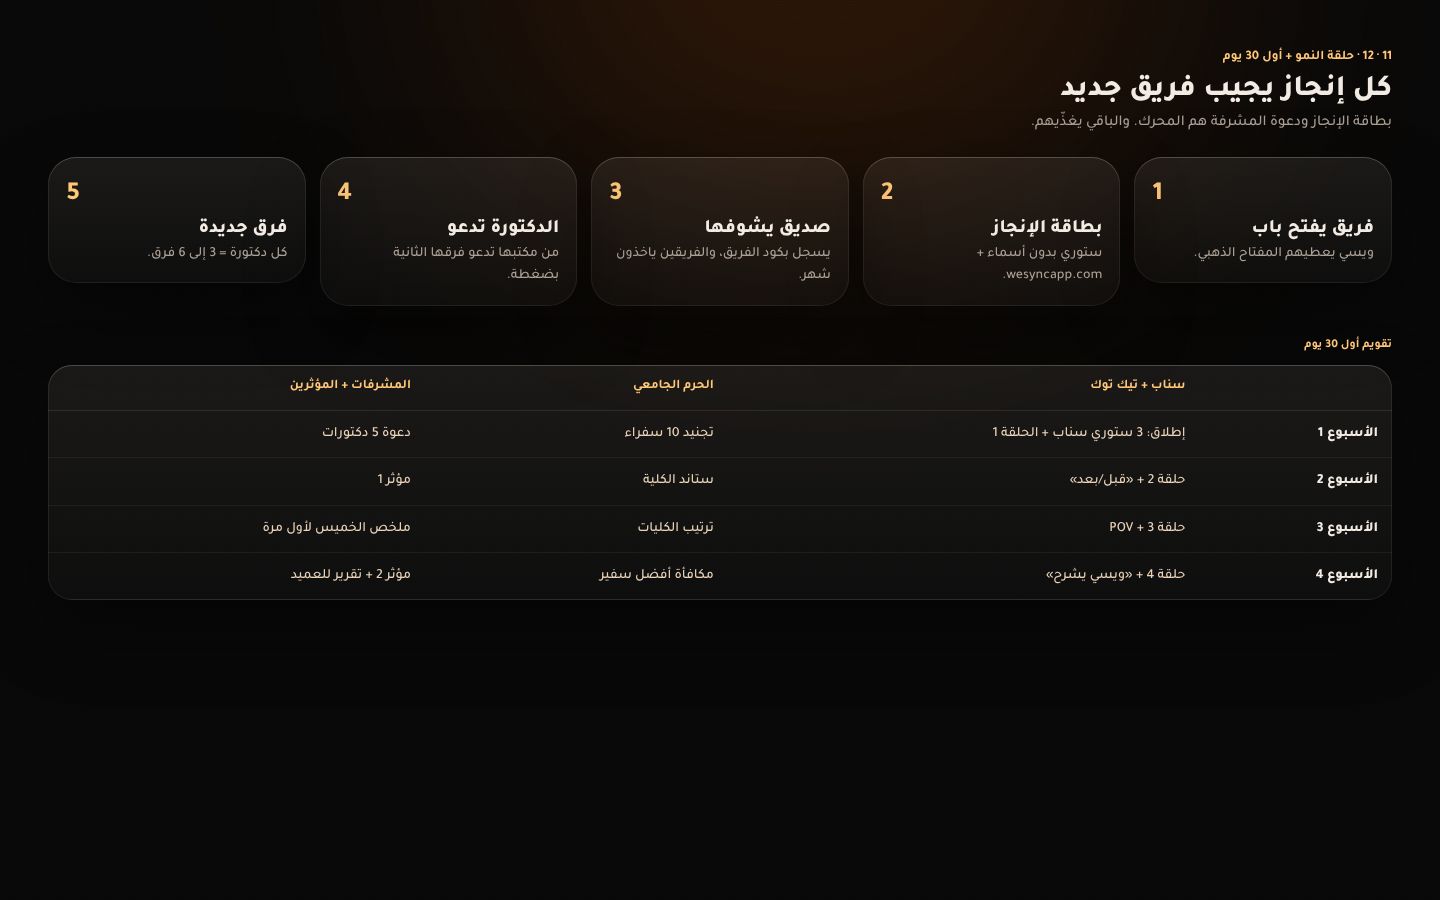 11 · 12 · حلقة النمو + أول 30 يوم
كل إنجاز يجيب فريق جديد
بطاقة الإنجاز ودعوة المشرفة هم المحرك. والباقي يغذّيهم.
1
فريق يفتح باب
ويسي يعطيهم المفتاح الذهبي.
2
بطاقة الإنجاز
ستوري بدون أسماء +
wesyncapp.com.
3
صديق يشوفها
يسجل بكود الفريق، والفريقين ياخذون
شهر.
4
الدكتورة تدعو
من مكتبها تدعو فرقها الثانية
بضغطة.
5
فرق جديدة
كل دكتورة = 3 إلى 6 فرق.
تقويم أول 30 يوم
سناب + تيك توك	الحرم الجامعي	المشرفات + المؤثرين
الأسبوع 1	إطلاق: 3 ستوري سناب + الحلقة 1	تجنيد 10 سفراء	دعوة 5 دكتورات
الأسبوع 2	حلقة 2 + «قبل/بعد»	ستاند الكلية	مؤثر 1
الأسبوع 3	حلقة 3 + POV	ترتيب الكليات	ملخص الخميس لأول مرة
الأسبوع 4	حلقة 4 + «ويسي يشرح»	مكافأة أفضل سفير	مؤثر 2 + تقرير للعميد